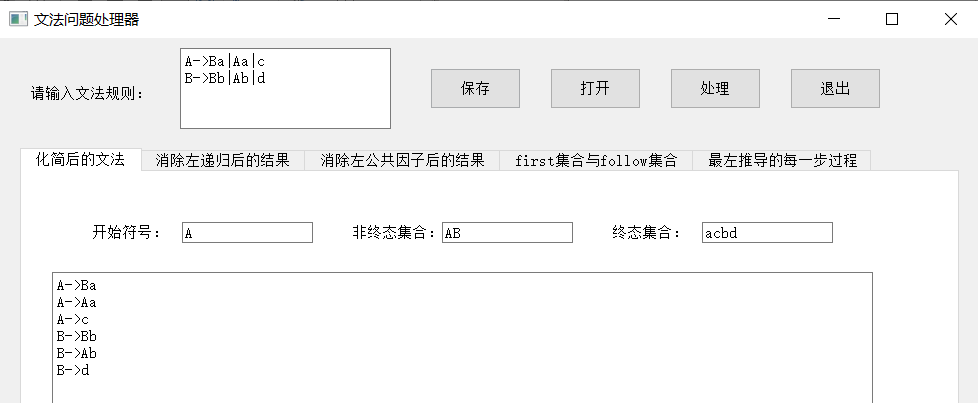 文法问题处理器
请输入文法规则：
A->Ba|Aa|c
B->Bb|Ab|d
保存
打开
处理
退出
化简后的文法
消除左递归后的结果
消除左公共因子后的结果
first集合与follow集合
最左推导的每一步过程
开始符号：
A
非终态集合:
AB
终态集合：
acbd
A->Ba
A->Aa
A->c
B->Bb
B->Ab
B->d